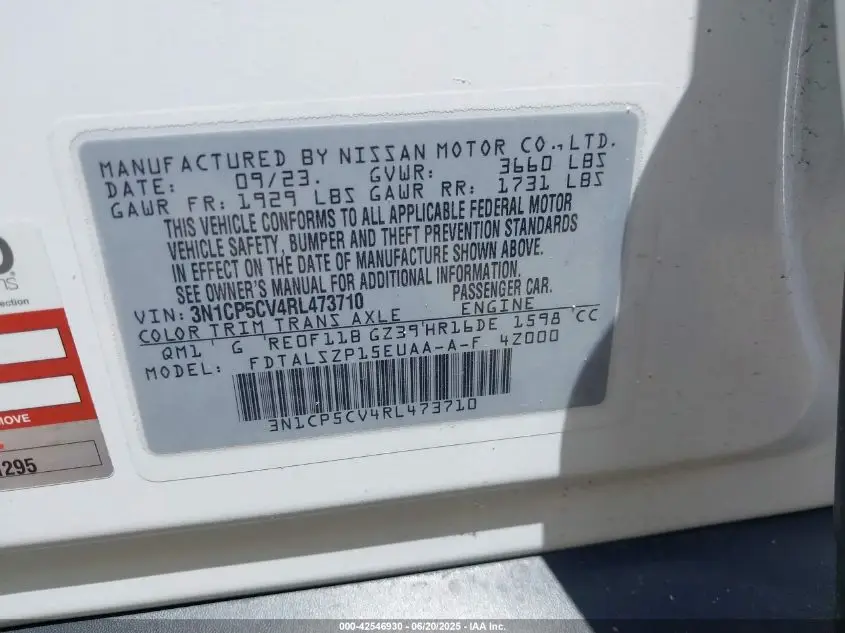 MANUFACTURED BY NISSAN MOTOR CO., LTD.
DATE: 09/23. GVWR: 3660 LBS
GAWR FR: 1929 LBS GAWR RR: 1731 LBS
THIS VEHICLE CONFORMS TO ALL APPLICABLE FEDERAL MOTOR
VEHICLE SAFETY, BUMPER AND THEFT PREVENTION STANDARDS
IN EFFECT ON THE DATE OF MANUFACTURE SHOWN ABOVE.
SEE OWNER'S MANUAL FOR ADDITIONAL INFORMATION.
VIN: 3N1CP5CV4RL473710 PASSENGER CAR.
COLOR TRIM TRANS AXLE ENGINE
QM1 G RE0F11B GZ39 HR16DE 1598 CC
MODEL: FDTALSZP15EUAA-A-F 4Z000
3N1CP5CV4RL473710
000-42546930 - 06/20/2025 - IAA Inc.